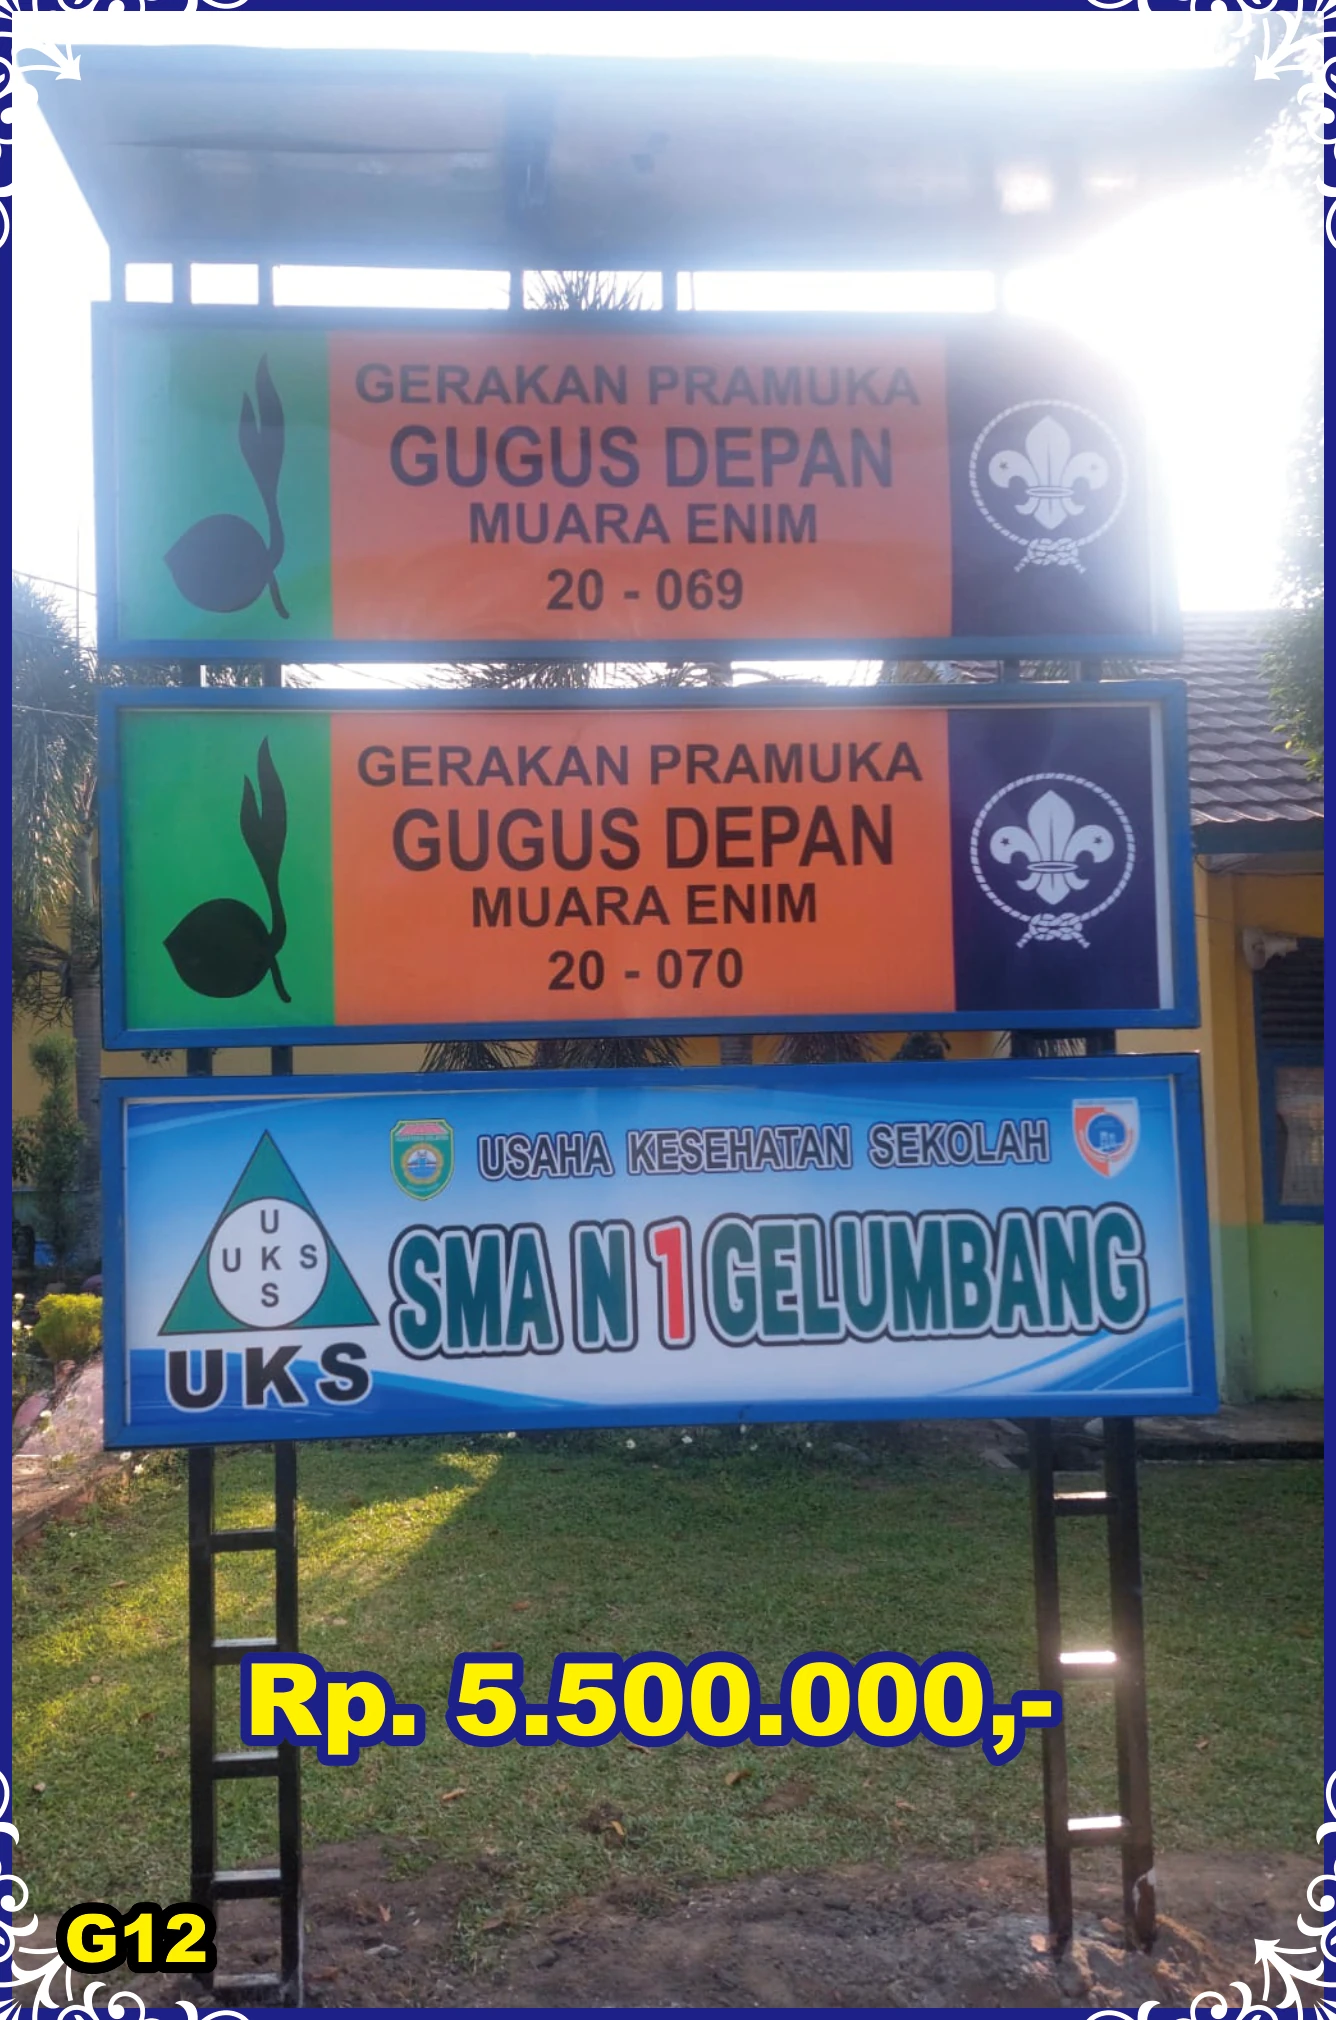 GERAKAN PRAMUKA
GUGUS DEPAN
MUARA ENIM
20 - 069
GERAKAN PRAMUKA
GUGUS DEPAN
MUARA ENIM
20 - 070
USAHA KESEHATAN SEKOLAH
U
U K S
S
UKS
SMA N 1 GELUMBANG
Rp. 5.500.000,-
G12